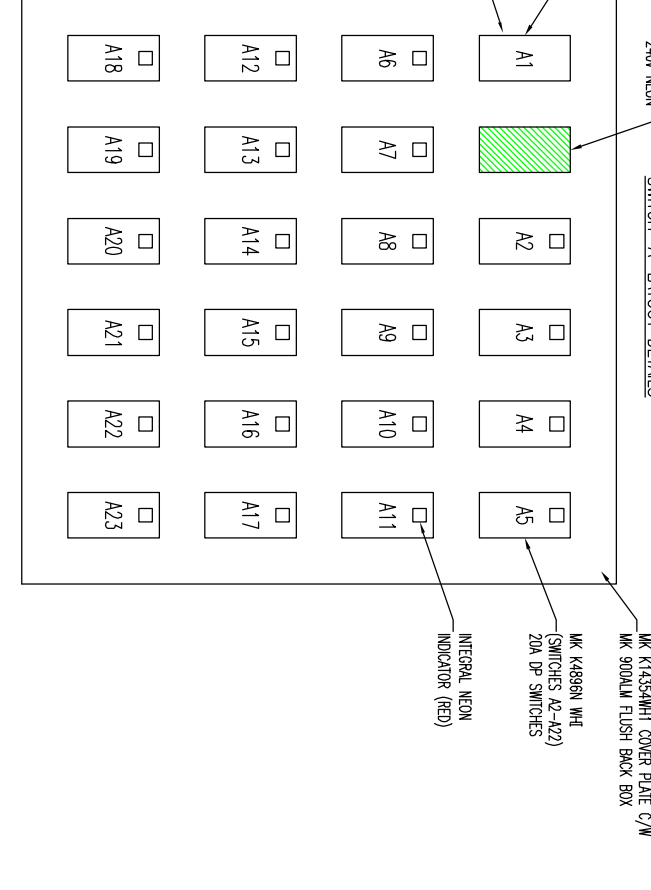 240V NEON
SWITCH 'A' LAYOUT DETAILS
MK K14354WHI COVER PLATE C/W
MK 900ALM FLUSH BACK BOX
A1 A2 A3 A4 A5
MK K4896N WHI
(SWITCHES A2-A22)
20A DP SWITCHES
A6 A7 A8 A9 A10 A11
INTEGRAL NEON
INDICATOR (RED)
A12 A13 A14 A15 A16 A17
A18 A19 A20 A21 A22 A23